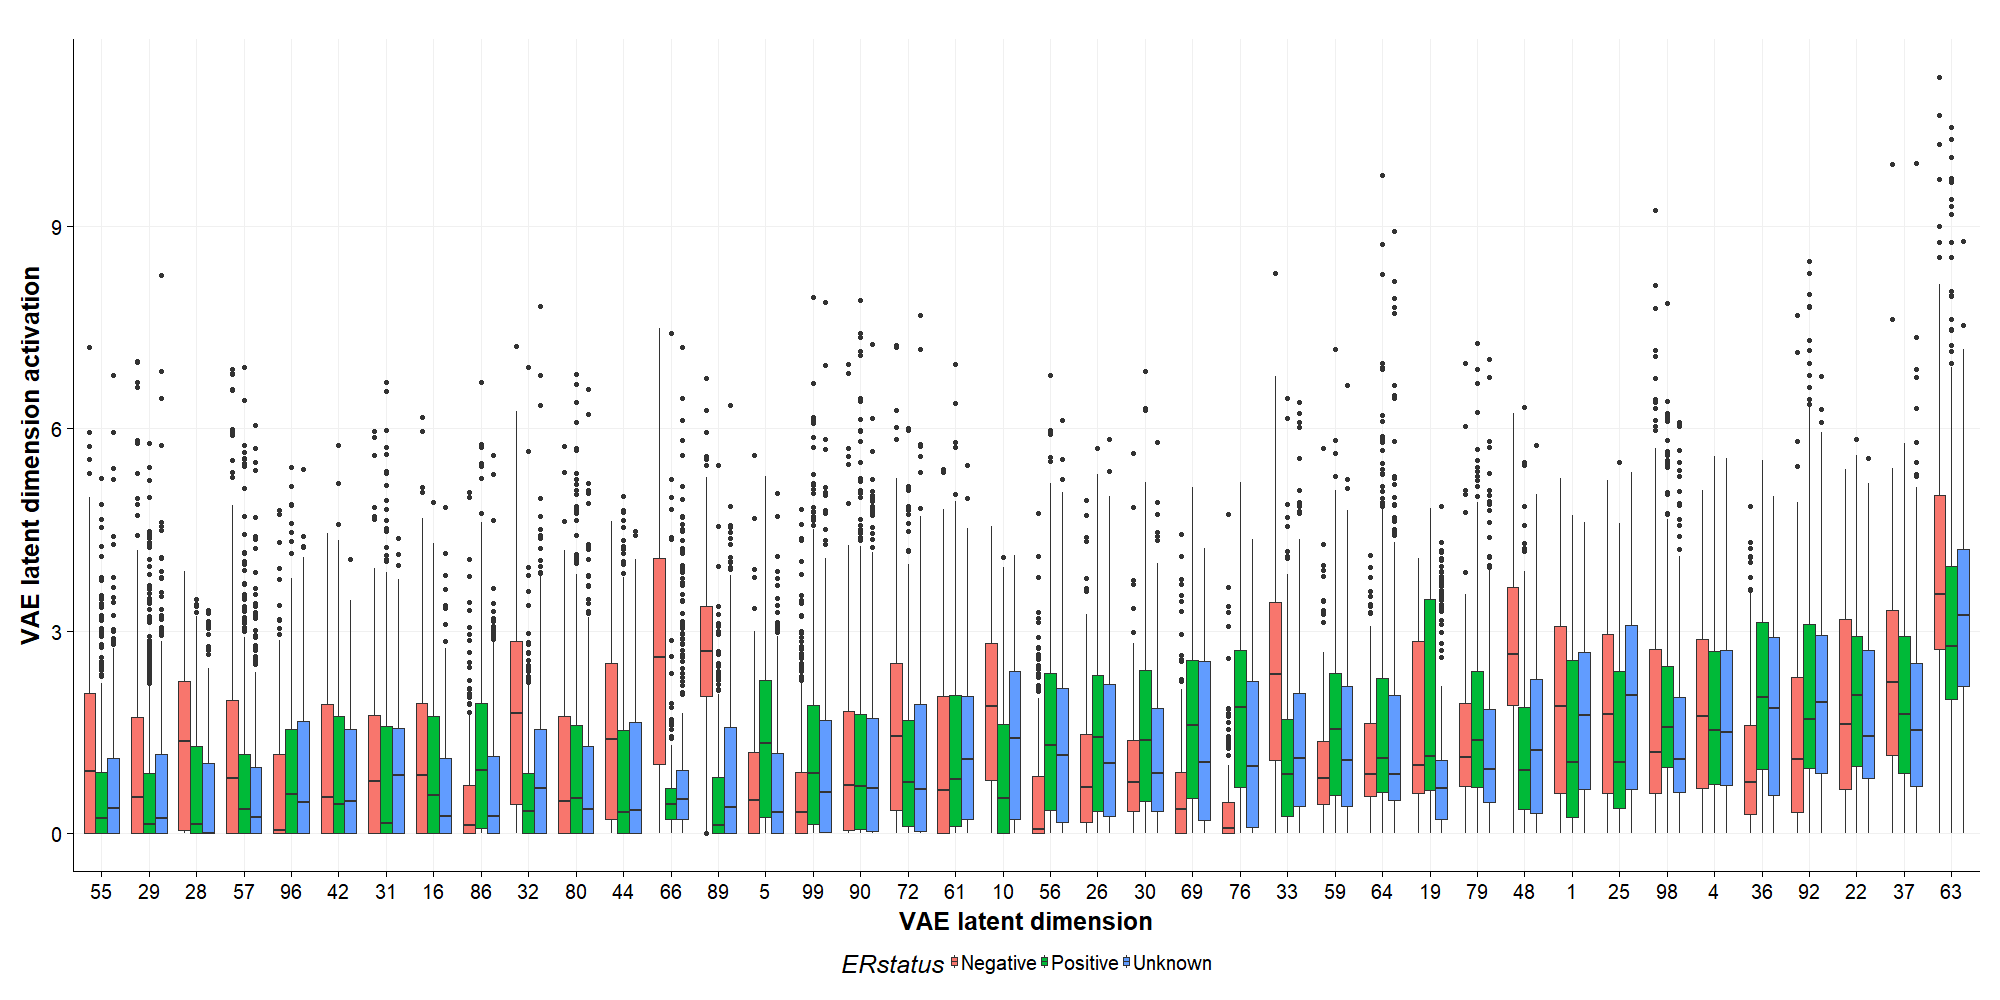 VAE latent dimension activation
9
6
3
0
55 29 28 57 96 42 31 16 86 32 80 44 66 89 5 99 90 72 61 10 56 26 30 69 76 33 59 64 19 79 48 1 25 98 4 36 92 22 37 63
VAE latent dimension
ERstatus Negative Positive Unknown